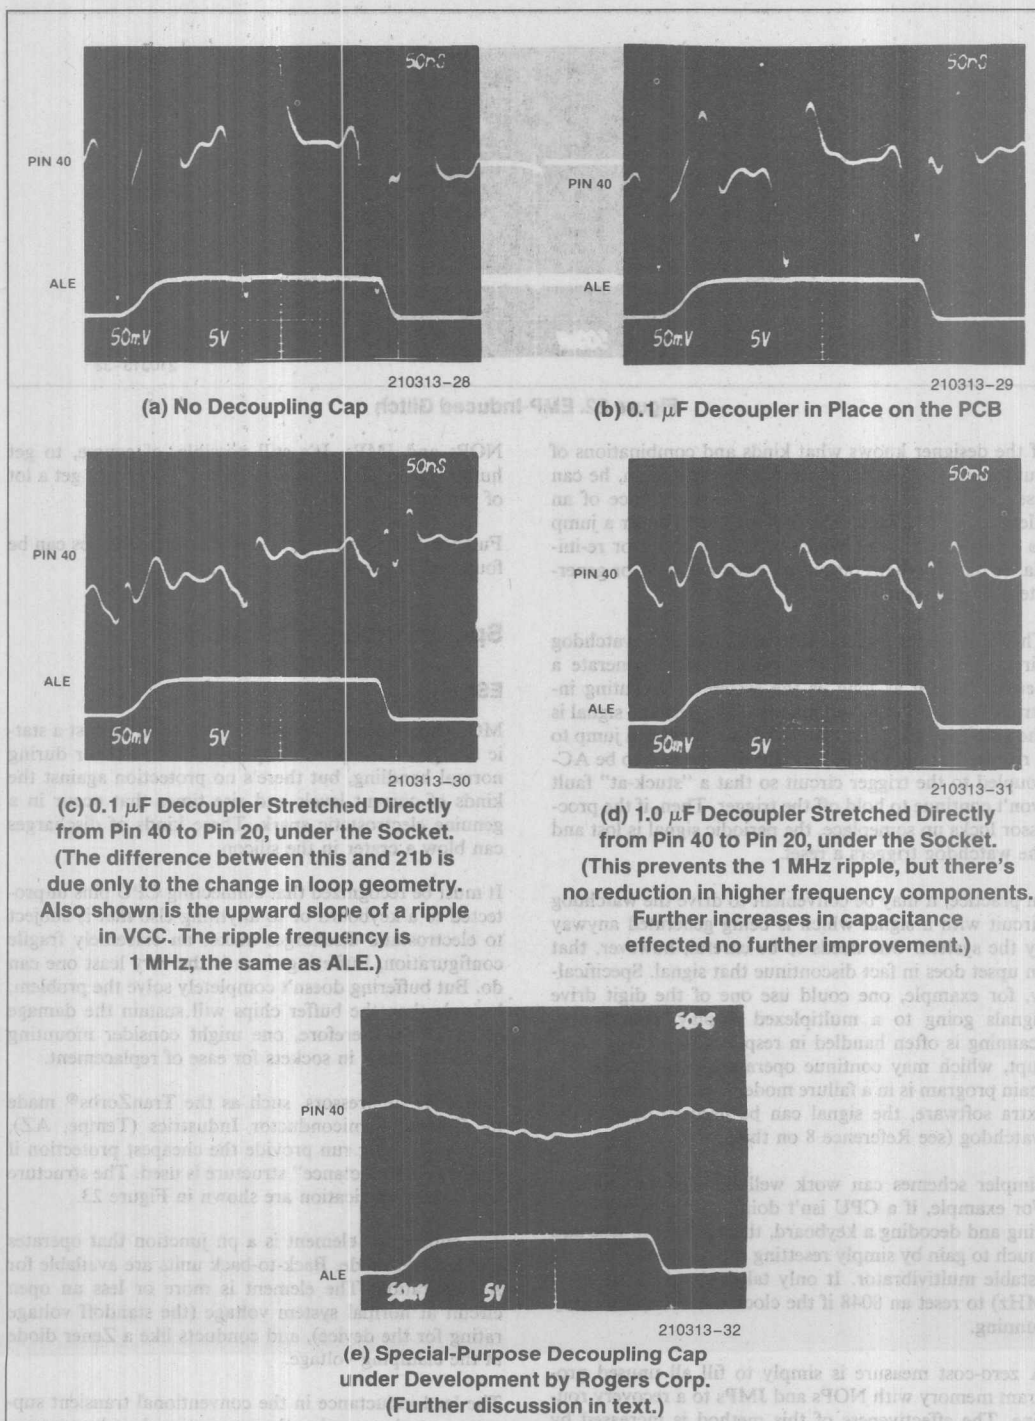 50nS
PIN 40
ALE
50mV 5V
210313–28
(a) No Decoupling Cap
50nS
PIN 40
ALE
50mV 5V
210313–29
(b) 0.1 μF Decoupler in Place on the PCB
50nS
PIN 40
ALE
50mV 5V
210313–30
(c) 0.1 μF Decoupler Stretched Directly
from Pin 40 to Pin 20, under the Socket.
(The difference between this and 21b is
due only to the change in loop geometry.
Also shown is the upward slope of a ripple
in VCC. The ripple frequency is
1 MHz, the same as ALE.)
50nS
PIN 40
ALE
50mV 5V
210313–31
(d) 1.0 μF Decoupler Stretched Directly
from Pin 40 to Pin 20, under the Socket.
(This prevents the 1 MHz ripple, but there's
no reduction in higher frequency components.
Further increases in capacitance
effected no further improvement.)
50nS
PIN 40
ALE
50mV 5V
210313–32
(e) Special-Purpose Decoupling Cap
under Development by Rogers Corp.
(Further discussion in text.)